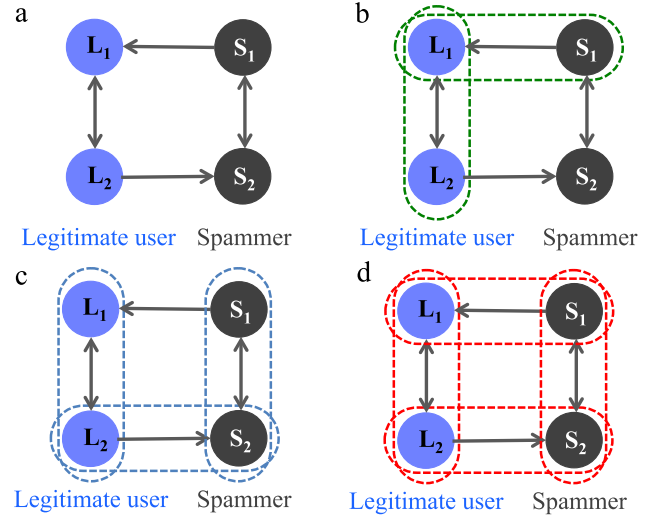 a
L1
S1
L2
S2
Legitimate user Spammer
b
L1
S1
L2
S2
Legitimate user Spammer
c
L1
S1
L2
S2
Legitimate user Spammer
d
L1
S1
L2
S2
Legitimate user Spammer